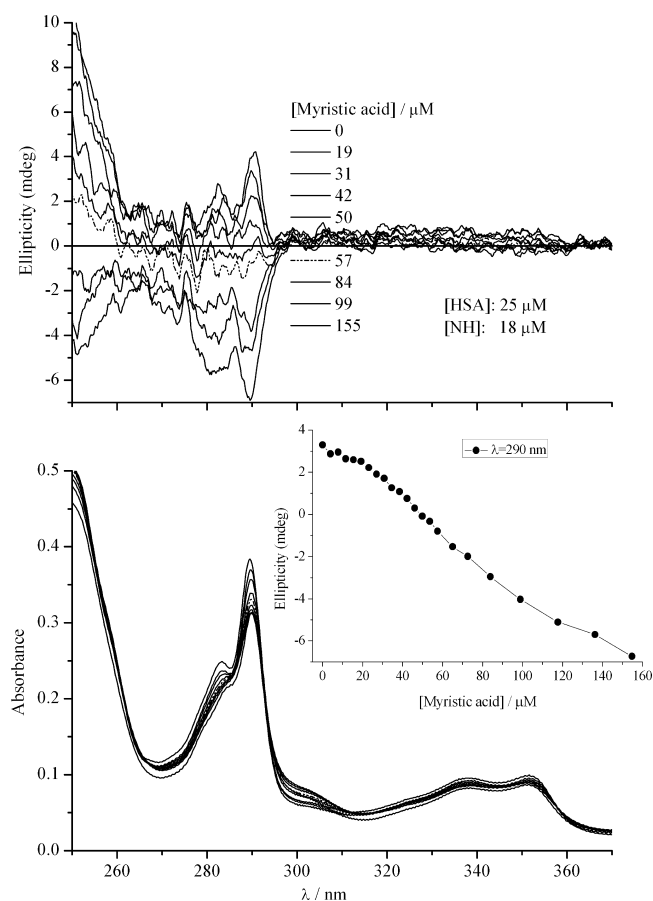 10
8
6
4
2
0
-2
-4
-6
Ellipticity (mdeg)
[Myristic acid] / μM
0
19
31
42
50
57
84
99
155
[HSA]: 25 μM
[NH]: 18 μM
260 280 300 320 340 360
0.5
0.4
0.3
0.2
0.1
0.0
Absorbance
λ / nm
4
2
0
-2
-4
-6
Ellipticity (mdeg)
λ=290 nm
0 20 40 60 80 100 120 140 160
[Myristic acid] / μM